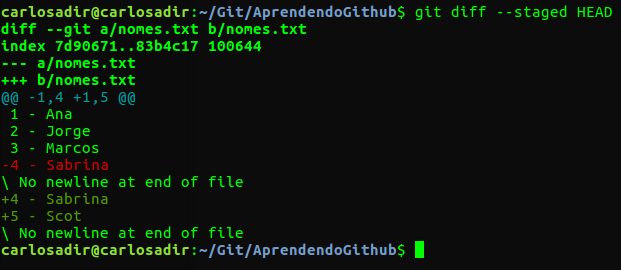 carlosadir@carlosadir:~/Git/AprendendoGithub$ git diff --staged HEAD
diff --git a/nomes.txt b/nomes.txt
index 7d90671..83b4c17 100644
--- a/nomes.txt
+++ b/nomes.txt
@@ -1,4 +1,5 @@
 1 - Ana
 2 - Jorge
 3 - Marcos
-4 - Sabrina
\ No newline at end of file
+4 - Sabrina
+5 - Scot
\ No newline at end of file
carlosadir@carlosadir:~/Git/AprendendoGithub$